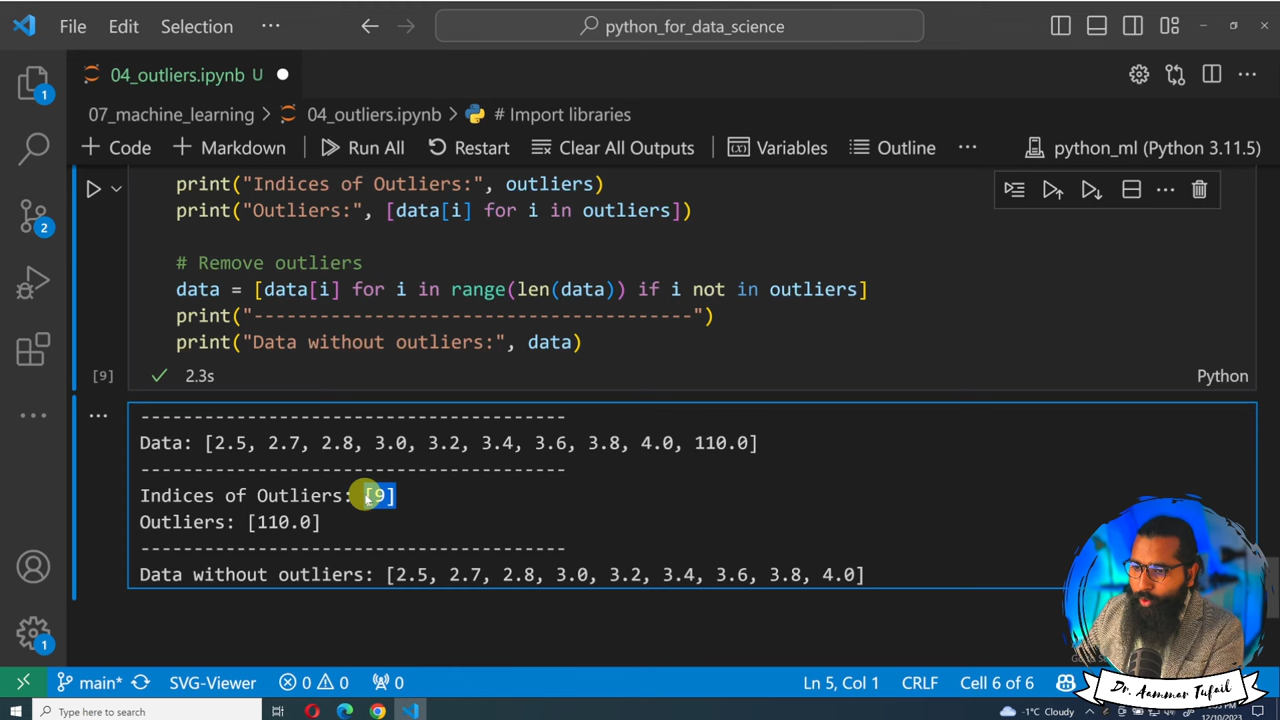 File Edit Selection ··· python_for_data_science
04_outliers.ipynb U
07_machine_learning > 04_outliers.ipynb > # Import libraries
+ Code + Markdown Run All Restart Clear All Outputs Variables Outline ··· python_ml (Python 3.11.5)
print("Indices of Outliers:", outliers)
print("Outliers:", [data[i] for i in outliers])
# Remove outliers
data = [data[i] for i in range(len(data)) if i not in outliers]
print("-----------------------------------------")
print("Data without outliers:", data)
[9] 2.3s Python
----------------------------------------
Data: [2.5, 2.7, 2.8, 3.0, 3.2, 3.4, 3.6, 3.8, 4.0, 110.0]
----------------------------------------
Indices of Outliers: [9]
Outliers: [110.0]
----------------------------------------
Data without outliers: [2.5, 2.7, 2.8, 3.0, 3.2, 3.4, 3.6, 3.8, 4.0]
1
2
1
main* SVG-Viewer 0 0 0 Ln 5, Col 1 CRLF Cell 6 of 6
Dr. Aammar Tufail
Type here to search -1°C Cloudy
12/10/2023